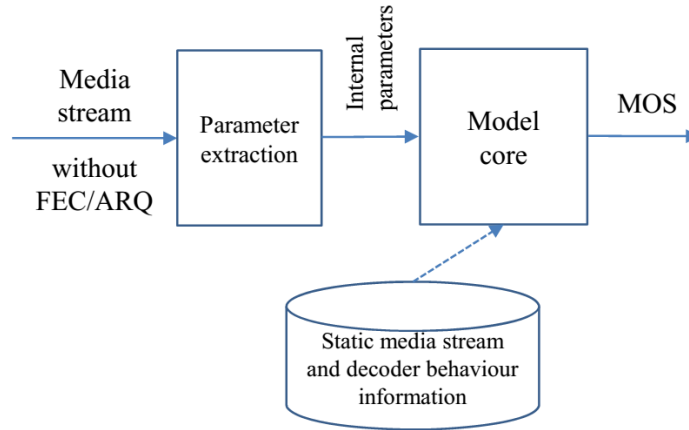 Media
stream
without
FEC/ARQ
Parameter
extraction
Internal
parameters
Model
core
MOS
Static media stream
and decoder behaviour
information